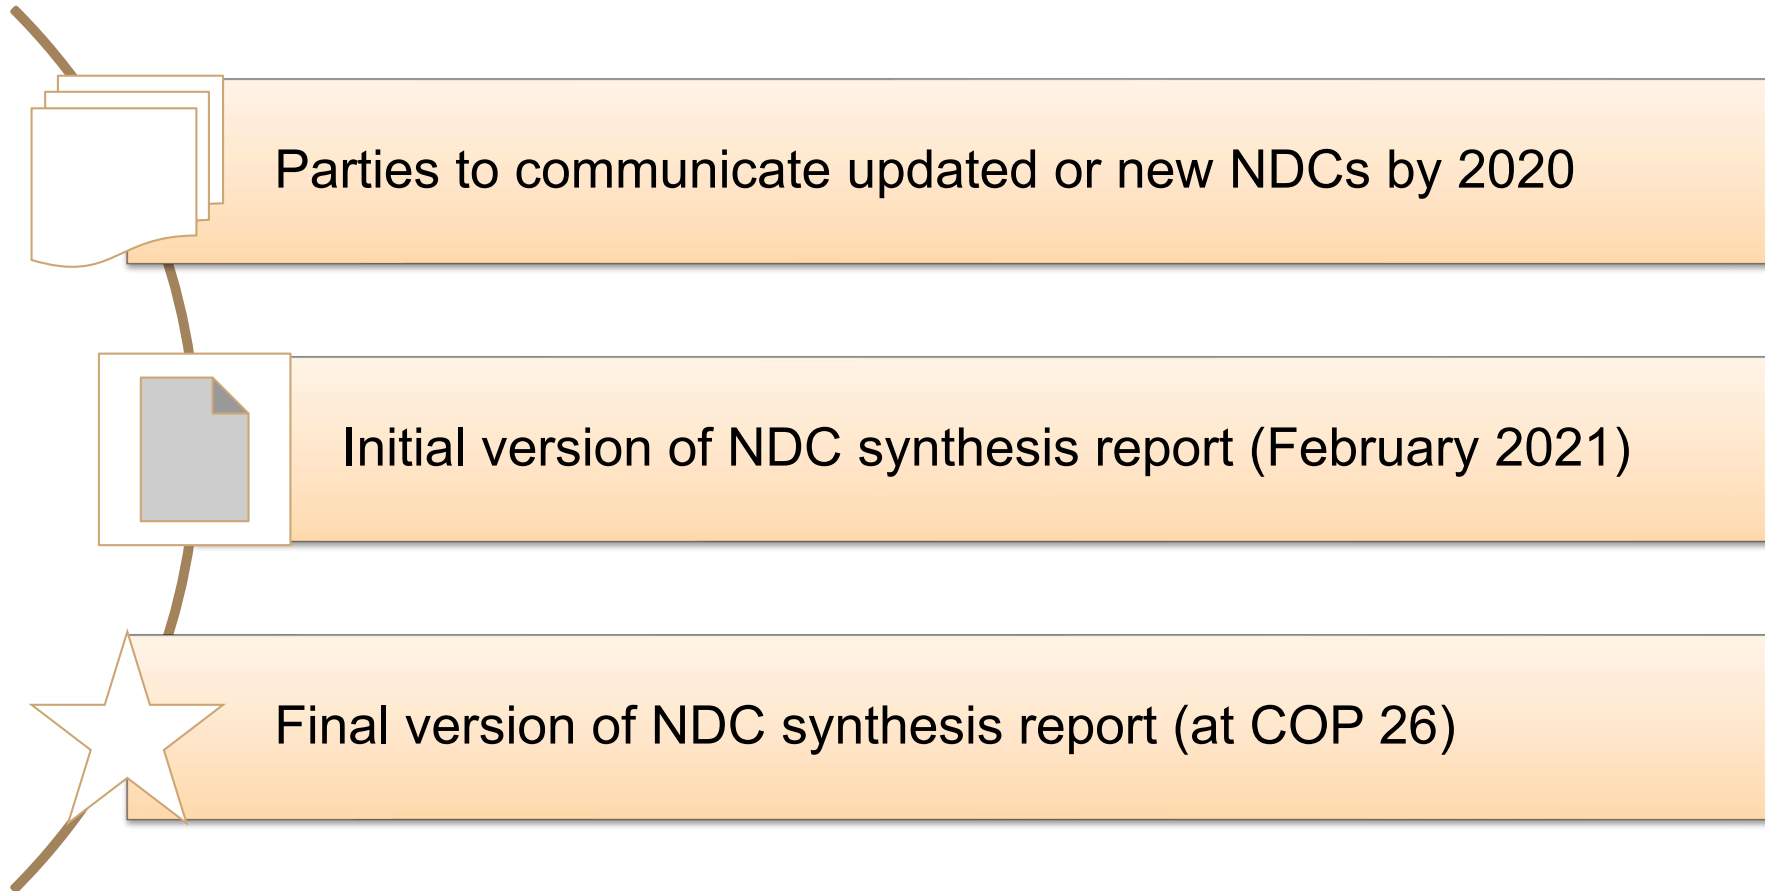 Parties to communicate updated or new NDCs by 2020
Initial version of NDC synthesis report (February 2021)
Final version of NDC synthesis report (at COP 26)